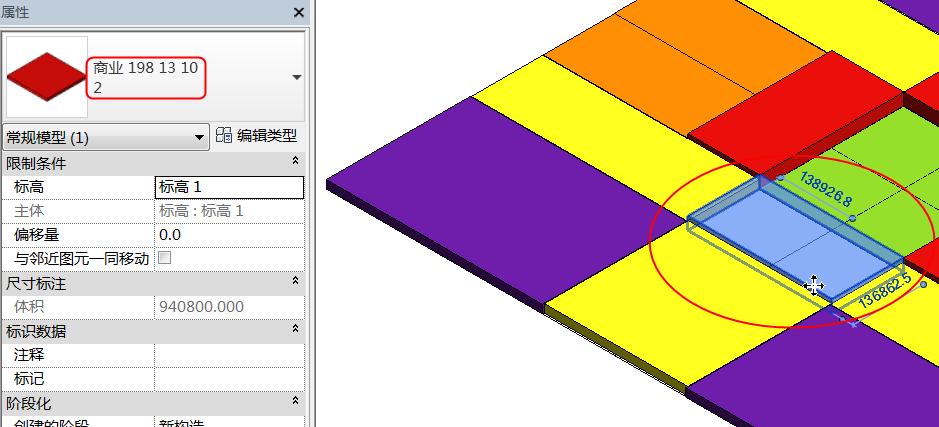 属性
商业 198 13 10
2
常规模型 (1)
编辑类型
限制条件
标高 标高 1
主体 标高 : 标高 1
偏移量 0.0
与邻近图元一同移动
尺寸标注
体积 940800.000
标识数据
注释
标记
阶段化
创建的阶段 新构造
138926.8
136862.5